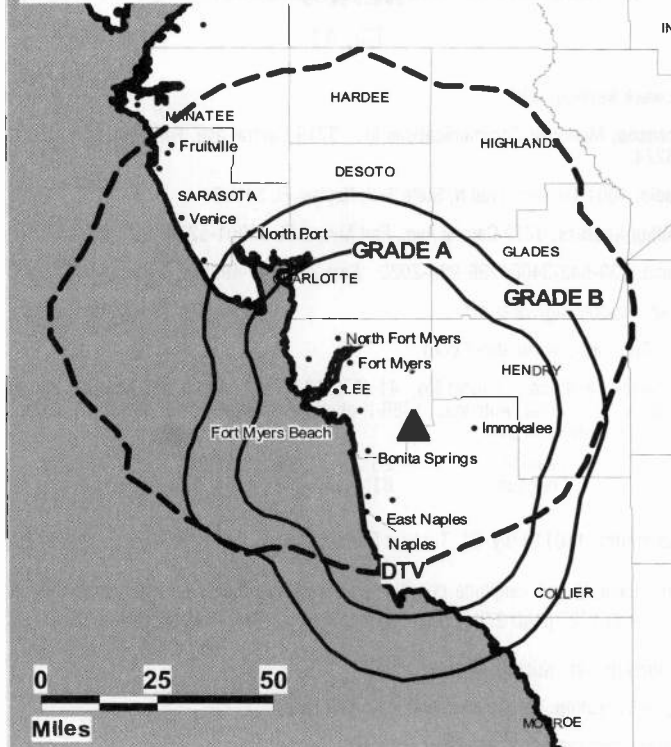 HARDEE
MANATEE
Fruitville
HIGHLANDS
DESOTO
SARASOTA
Venice
North Port
GRADE A
GLADES
CHARLOTTE
GRADE B
North Fort Myers
Fort Myers
HENDRY
LEE
Immokalee
Fort Myers Beach
Bonita Springs
East Naples
Naples
DTV
COLLIER
0 25 50
Miles
MONROE